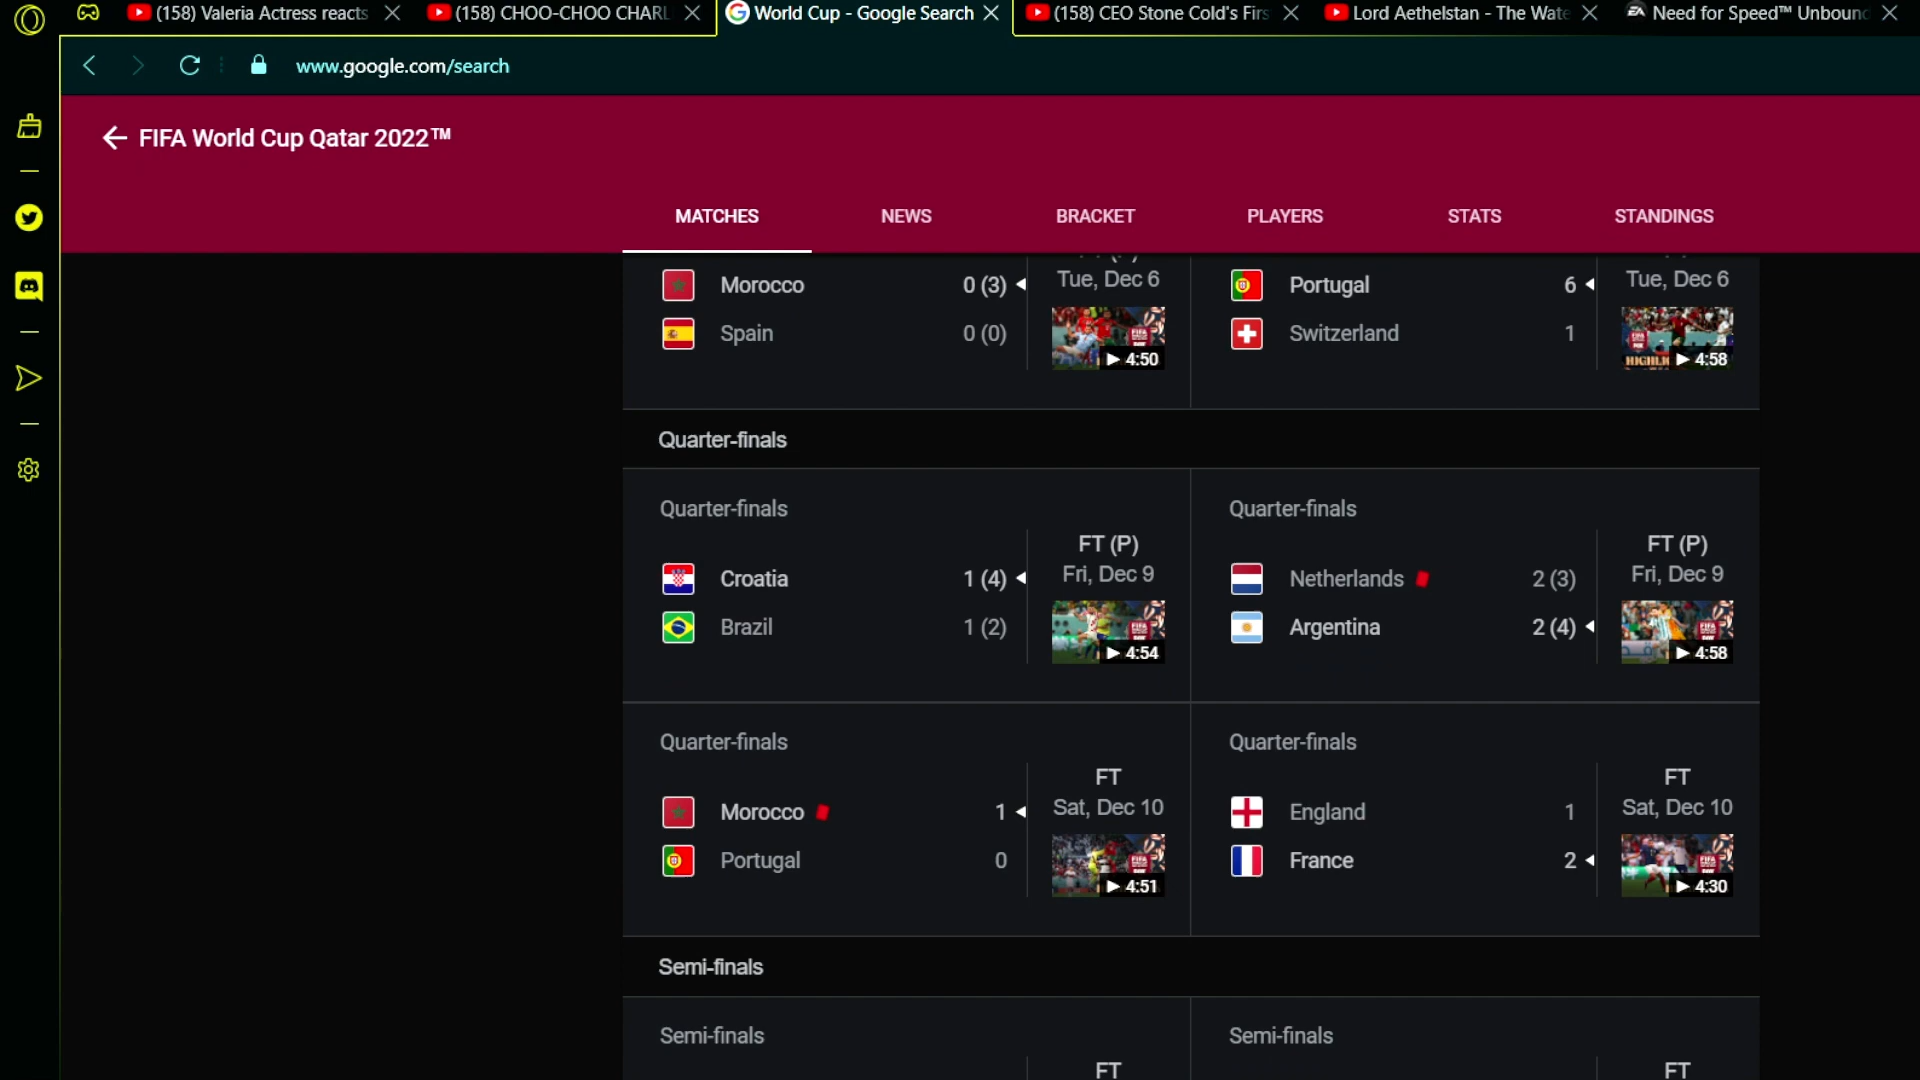 (158) Valeria Actress reacts
(158) CHOO-CHOO CHARL
World Cup - Google Search
(158) CEO Stone Cold's Firs
Lord Aethelstan - The Wate
Need for Speed™ Unbound
www.google.com/search
FIFA World Cup Qatar 2022™
MATCHES
NEWS
BRACKET
PLAYERS
STATS
STANDINGS
Morocco 0 (3)
Spain 0 (0)
Tue, Dec 6
4:50
Portugal 6
Switzerland 1
Tue, Dec 6
4:58
Quarter-finals
Quarter-finals
Croatia 1 (4)
Brazil 1 (2)
FT (P)
Fri, Dec 9
4:54
Quarter-finals
Netherlands 2 (3)
Argentina 2 (4)
FT (P)
Fri, Dec 9
4:58
Quarter-finals
Morocco 1
Portugal 0
FT
Sat, Dec 10
4:51
Quarter-finals
England 1
France 2
FT
Sat, Dec 10
4:30
Semi-finals
Semi-finals
FT
Semi-finals
FT